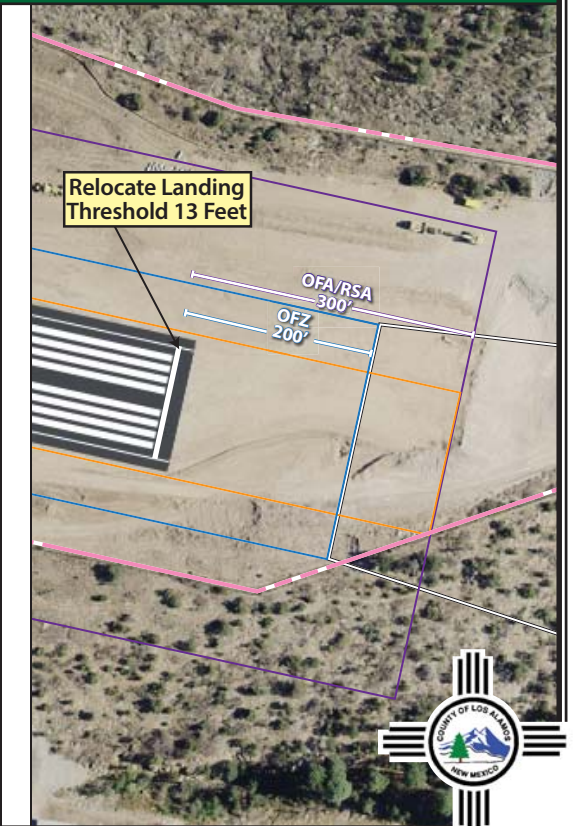 Relocate Landing
Threshold 13 Feet
OFA/RSA
300'
OFZ
200'
COUNTY OF LOS ALAMOS
NEW MEXICO